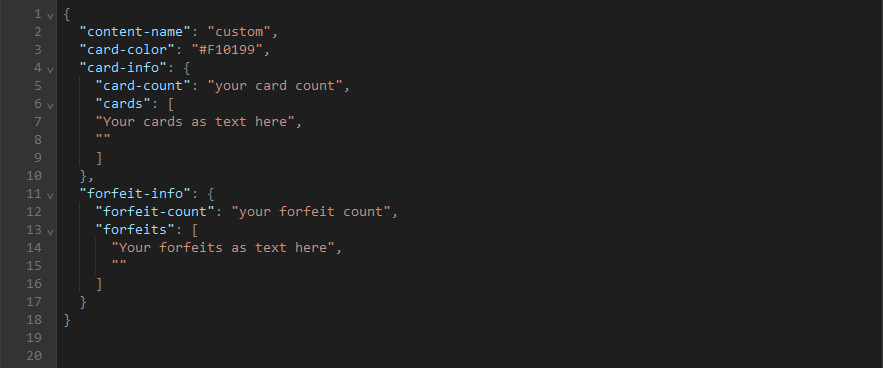 1 {
2 "content-name": "custom",
3 "card-color": "#F10199",
4 "card-info": {
5 "card-count": "your card count",
6 "cards": [
7 "Your cards as text here",
8 ""
9 ]
10 },
11 "forfeit-info": {
12 "forfeit-count": "your forfeit count",
13 "forfeits": [
14 "Your forfeits as text here",
15 ""
16 ]
17 }
18 }
19
20